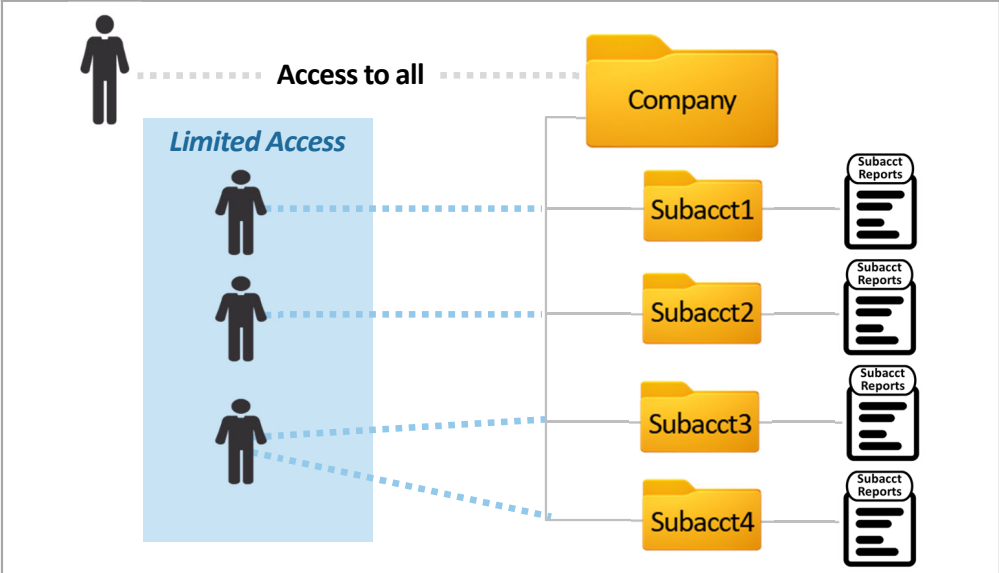 Access to all
Company
Limited Access
Subacct
Reports
Subacct1
Subacct
Reports
Subacct2
Subacct
Reports
Subacct3
Subacct
Reports
Subacct4